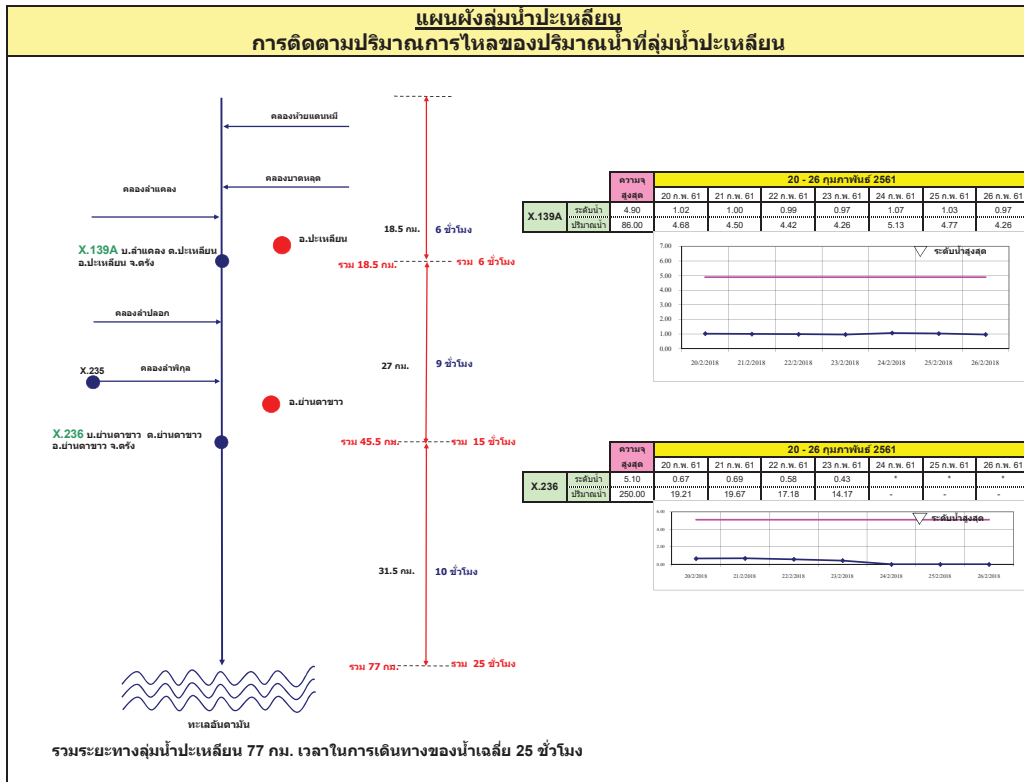 แผนผังลุ่มน้ำปะเหลียน
การติดตามปริมาณการไหลของปริมาณน้ำที่ลุ่มน้ำปะเหลียน
คลองห้วยแดนหมี
คลองบาตหลุด
คลองลำแคลง
18.5 กม. 6 ชั่วโมง
อ.ปะเหลียน
X.139A บ.ลำแคลง ต.ปะเหลียน
อ.ปะเหลียน จ.ตรัง
รวม 18.5 กม. รวม 6 ชั่วโมง
คลองลำปลอก
X.235 คลองลำพิกุล
27 กม. 9 ชั่วโมง
อ.ย่านตาขาว
X.236 บ.ย่านตาขาว ต.ย่านตาขาว
อ.ย่านตาขาว จ.ตรัง
รวม 45.5 กม. รวม 15 ชั่วโมง
31.5 กม. 10 ชั่วโมง
รวม 77 กม. รวม 25 ชั่วโมง
ทะเลอันดามัน
รวมระยะทางลุ่มน้ำปะเหลียน 77 กม. เวลาในการเดินทางของน้ำเฉลี่ย 25 ชั่วโมง
ความจุ 20 - 26 กุมภาพันธ์ 2561
สูงสุด 20 ก.พ. 61 21 ก.พ. 61 22 ก.พ. 61 23 ก.พ. 61 24 ก.พ. 61 25 ก.พ. 61 26 ก.พ. 61
X.139A ระดับน้ำ 4.90 1.02 1.00 0.99 0.97 1.07 1.03 0.97
ปริมาณน้ำ 86.00 4.68 4.50 4.42 4.26 5.13 4.77 4.26
ระดับน้ำสูงสุด
7.00
6.00
5.00
4.00
3.00
2.00
1.00
0.00
20/2/2018 21/2/2018 22/2/2018 23/2/2018 24/2/2018 25/2/2018 26/2/2018
ความจุ 20 - 26 กุมภาพันธ์ 2561
สูงสุด 20 ก.พ. 61 21 ก.พ. 61 22 ก.พ. 61 23 ก.พ. 61 24 ก.พ. 61 25 ก.พ. 61 26 ก.พ. 61
X.236 ระดับน้ำ 5.10 0.67 0.69 0.58 0.43 * * *
ปริมาณน้ำ 250.00 19.21 19.67 17.18 14.17 - - -
ระดับน้ำสูงสุด
6.00
4.00
2.00
0.00
20/2/2018 21/2/2018 22/2/2018 23/2/2018 24/2/2018 25/2/2018 26/2/2018